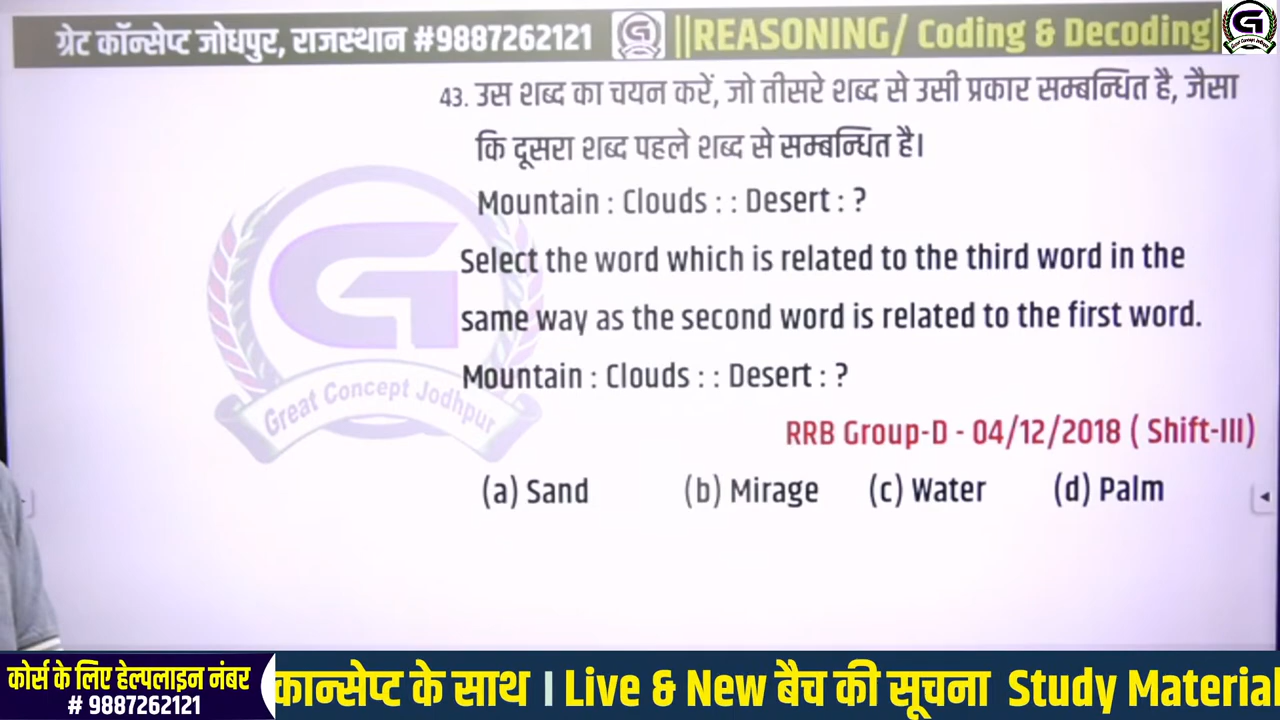 ग्रेट कॉन्सेप्ट जोधपुर, राजस्थान #9887262121 ||REASONING/ Coding & Decoding||
43. उस शब्द का चयन करें, जो तीसरे शब्द से उसी प्रकार सम्बन्धित है, जैसा
कि दूसरा शब्द पहले शब्द से सम्बन्धित है।
Mountain : Clouds : : Desert : ?
Select the word which is related to the third word in the
same way as the second word is related to the first word.
Mountain : Clouds : : Desert : ?
Great Concept Jodhpur
RRB Group-D - 04/12/2018 ( Shift-III)
(a) Sand (b) Mirage (c) Water (d) Palm
कोर्स के लिए हेल्पलाइन नंबर
# 9887262121
कान्सेप्ट के साथ । Live & New बैच की सूचना Study Material